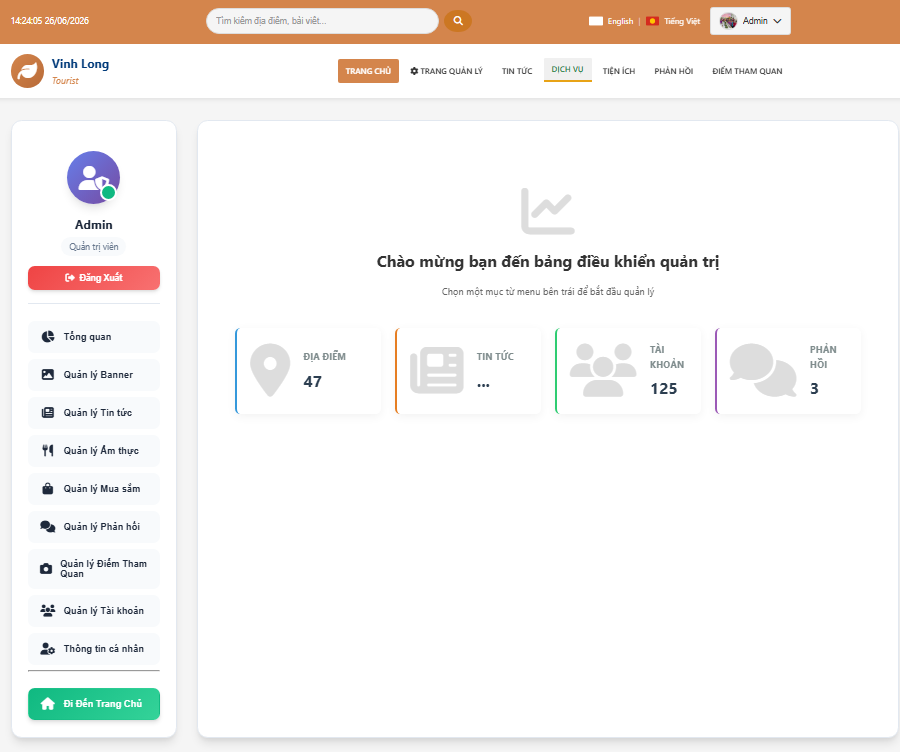 14:24:05 26/06/2026
Tìm kiếm địa điểm, bài viết...
English | Tiếng Việt
Admin
Vinh Long
Tourist
TRANG CHỦ
TRANG QUẢN LÝ
TIN TỨC
DỊCH VỤ
TIỆN ÍCH
PHẢN HỒI
ĐIỂM THAM QUAN
Admin
Quản trị viên
Đăng Xuất
Tổng quan
Quản lý Banner
Quản lý Tin tức
Quản lý Ẩm thực
Quản lý Mua sắm
Quản lý Phản hồi
Quản lý Điểm Tham
Quan
Quản lý Tài khoản
Thông tin cá nhân
Đi Đến Trang Chủ
Chào mừng bạn đến bảng điều khiển quản trị
Chọn một mục từ menu bên trái để bắt đầu quản lý
ĐỊA ĐIỂM
47
TIN TỨC
...
TÀI
KHOẢN
125
PHẢN
HỒI
3